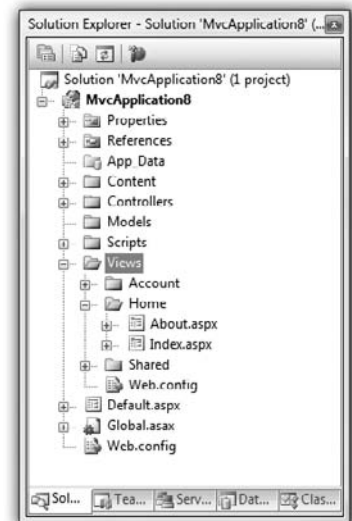 Solution Explorer - Solution 'MvcApplication8' (...
Solution 'MvcApplication8' (1 project)
MvcApplication8
Properties
References
App_Data
Content
Controllers
Models
Scripts
Views
Account
Home
About.aspx
Index.aspx
Shared
Web.config
Default.aspx
Global.asax
Web.config
Sol... Tea... Serv... Dat... Clas...